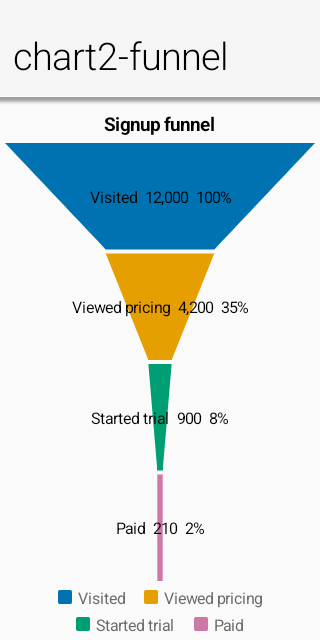 chart2-funnel
Signup funnel
Visited 12,000 100%
Viewed pricing 4,200 35%
Started trial 900 8%
Paid 210 2%
Visited Viewed pricing
Started trial Paid